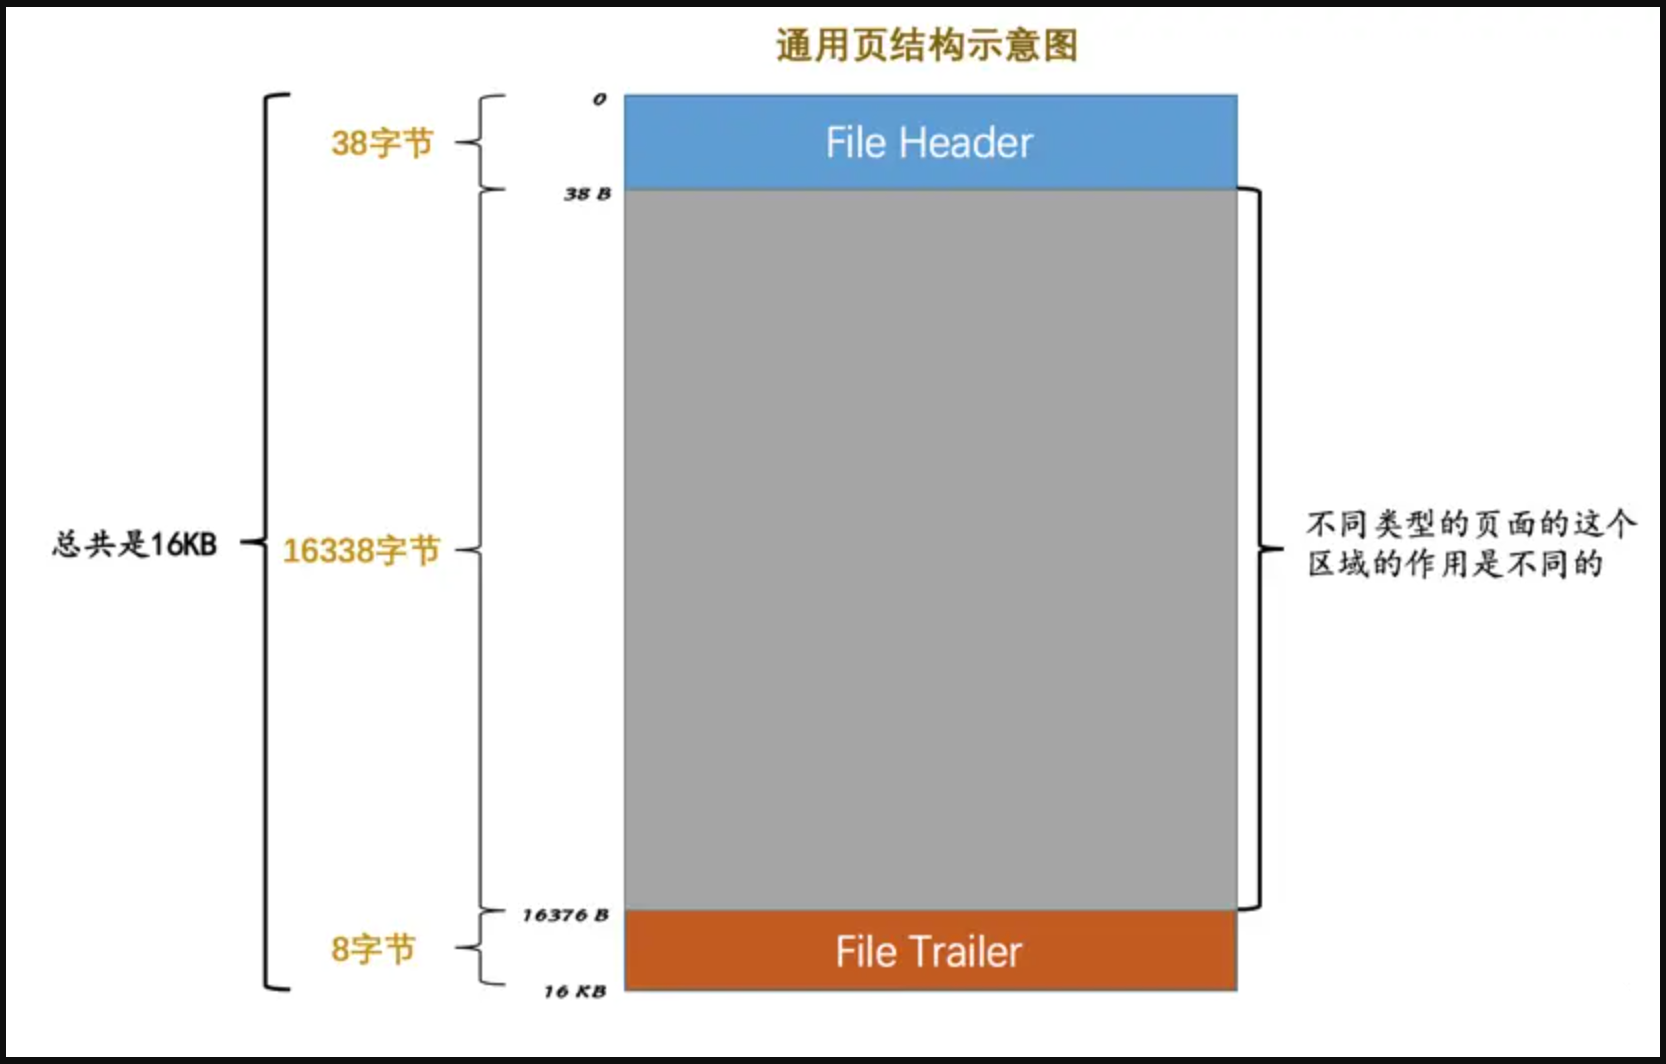 通用页结构示意图
0
38字节
File Header
38 B
总共是16KB
16338字节
不同类型的页面的这个
区域的作用是不同的
16376 B
8字节
File Trailer
16 KB